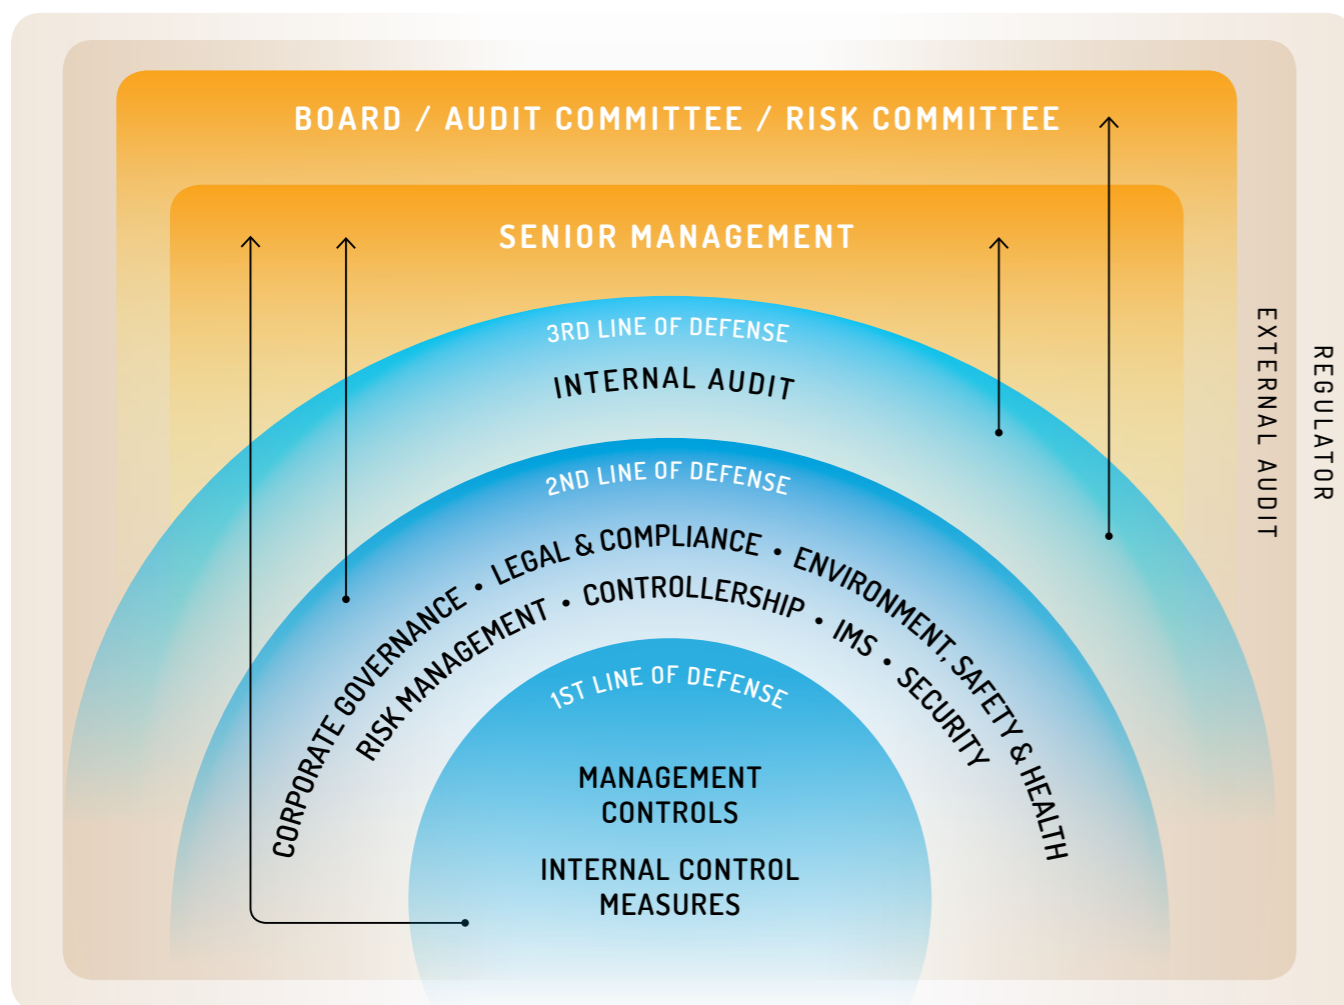 BOARD / AUDIT COMMITTEE / RISK COMMITTEE
SENIOR MANAGEMENT
3RD LINE OF DEFENSE
INTERNAL AUDIT
2ND LINE OF DEFENSE
CORPORATE GOVERNANCE • LEGAL & COMPLIANCE • ENVIRONMENT, SAFETY & HEALTH
RISK MANAGEMENT • CONTROLLERSHIP • IMS • SECURITY
1ST LINE OF DEFENSE
MANAGEMENT
CONTROLS
INTERNAL CONTROL
MEASURES
EXTERNAL AUDIT
REGULATOR